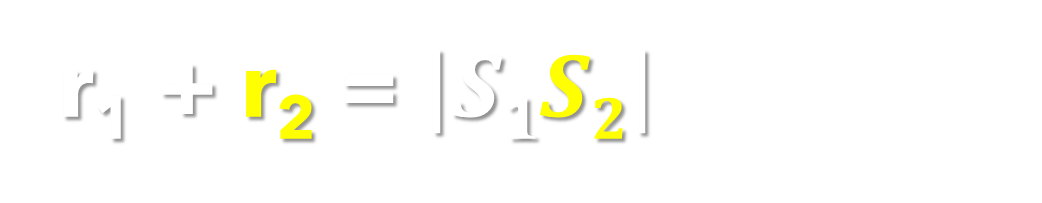 r₁ + r₂ = |S₁S₂|